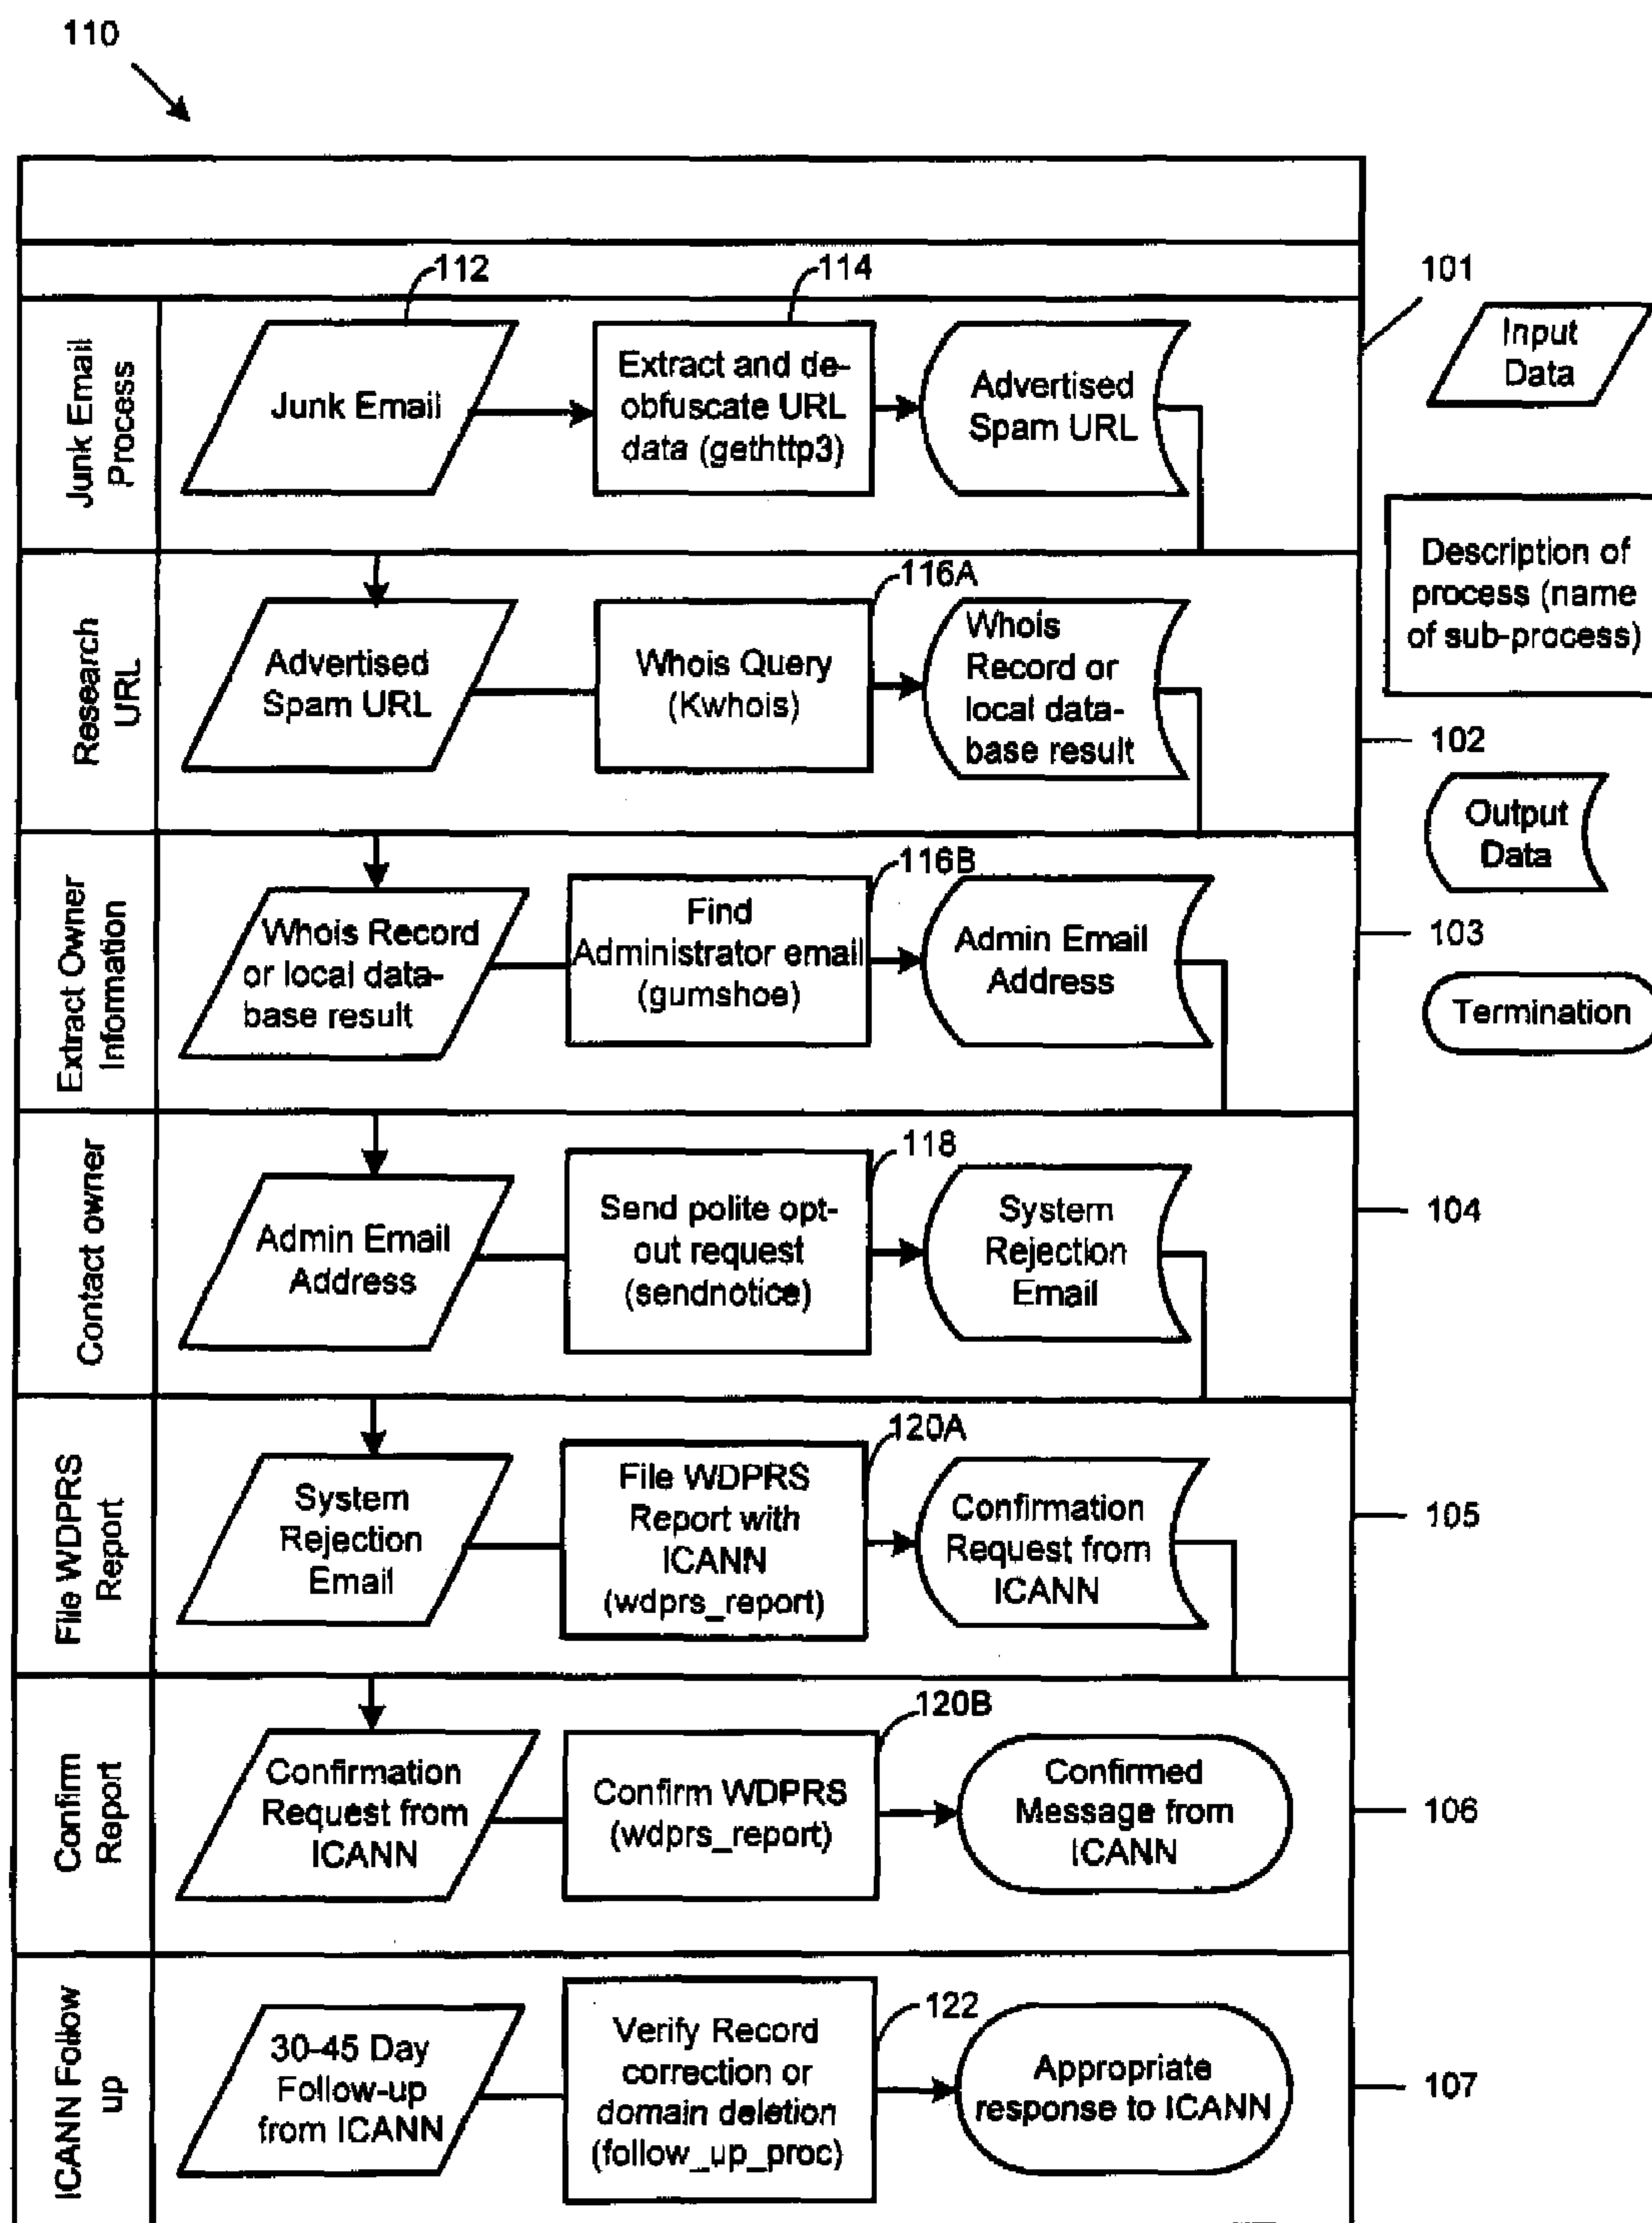 110
112
114
101
Junk Email
Process
Junk Email
Extract and de-
obfuscate URL
data (gethttp3)
Advertised
Spam URL
Input
Data
Description of
process (name
of sub-process)
116A
Research
URL
Advertised
Spam URL
Whois Query
(Kwhois)
Whois
Record or
local data-
base result
102
Output
Data
116B
Extract Owner
Information
Whois Record
or local data-
base result
Find
Administrator email
(gumshoe)
Admin Email
Address
103
Termination
118
Contact owner
Admin Email
Address
Send polite opt-
out request
(sendnotice)
System
Rejection
Email
104
120A
File WDPRS
Report
System
Rejection
Email
File WDPRS
Report with
ICANN
(wdprs_report)
Confirmation
Request from
ICANN
105
120B
Confirm
Report
Confirmation
Request from
ICANN
Confirm WDPRS
(wdprs_report)
Confirmed
Message from
ICANN
106
122
ICANN Follow
up
30-45 Day
Follow-up
from ICANN
Verify Record
correction or
domain deletion
(follow_up_proc)
Appropriate
response to ICANN
107